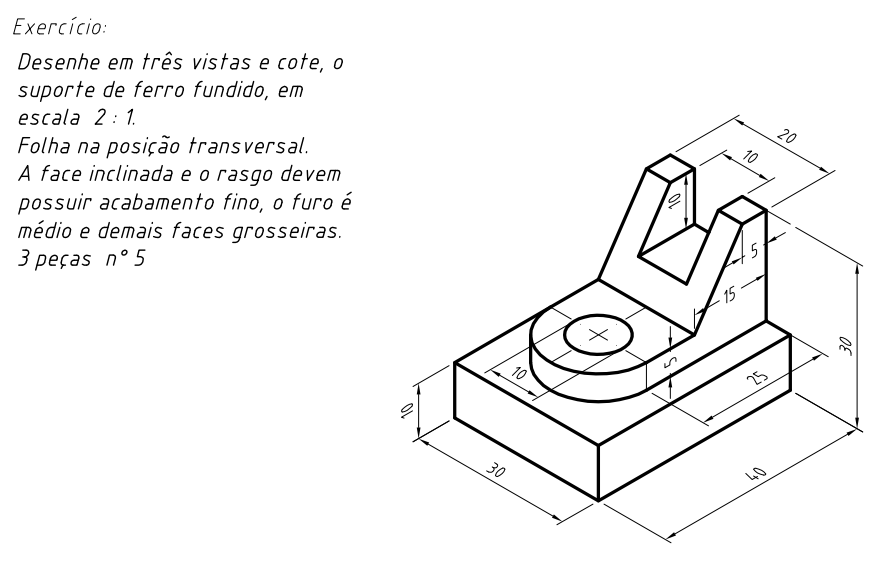 Exercício:
Desenhe em três vistas e cote, o
suporte de ferro fundido, em
escala 2 : 1.
Folha na posição transversal.
A face inclinada e o rasgo devem
possuir acabamento fino, o furo é
médio e demais faces grosseiras.
3 peças n° 5
20
10
10
5
15
30
5
10
25
10
30
40